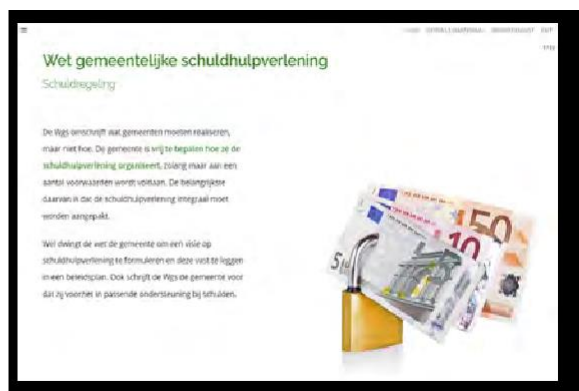 Wet gemeentelijke schuldhulpverlening
Schuldregeling
De Wgs omschrijft wat gemeenten moeten realiseren,
maar niet hoe. De gemeente is vrij te bepalen hoe ze de
schuldhulpverlening organiseert, zolang maar aan een
aantal voorwaarden wordt voldaan. De belangrijkste
daarvan is dat de schuldhulpverlening integraal moet
worden aangepakt.
Wel dwingt de wet de gemeente om een visie op
schuldhulpverlening te formuleren en deze vast te leggen
in een beleidsplan. Ook schrijft de Wgs de gemeente voor
dat zij voorziet in passende ondersteuning bij schulden.
50
10
5